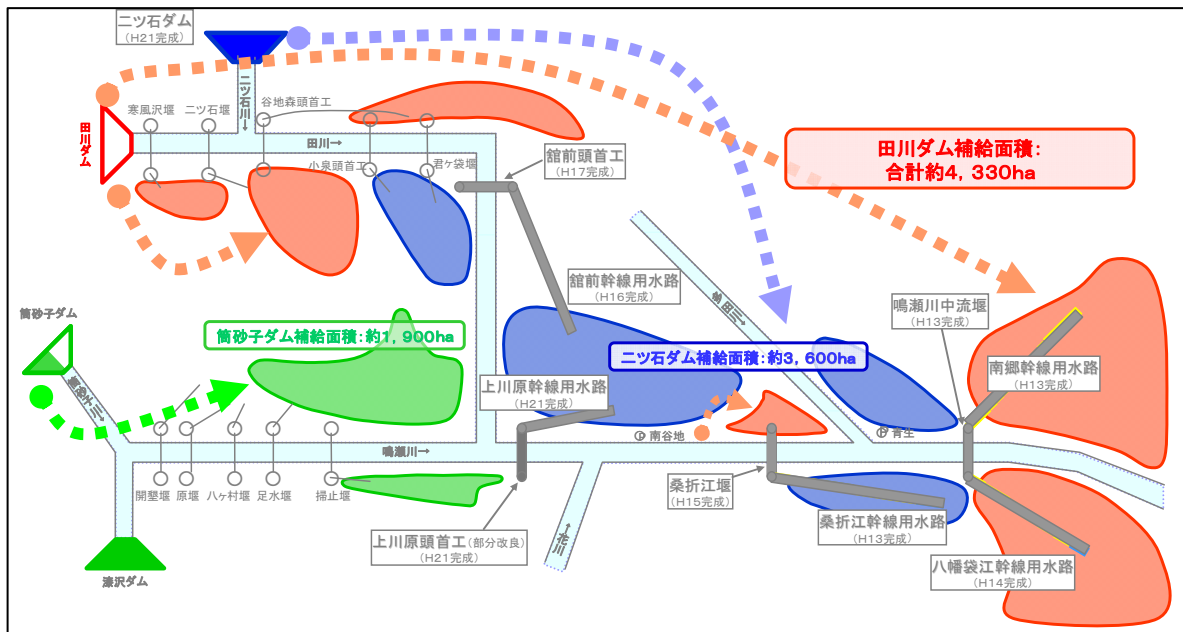 二ツ石ダム
(H21完成)
二ツ石川→
寒風沢堰
二ツ石堰
谷地森頭首工
田川ダム
田川→
小泉頭首工
君ケ袋堰
舘前頭首工
(H17完成)
田川ダム補給面積:
合計約4,330ha
舘前幹線用水路
(H16完成)
鳴瀬川中流堰
(H13完成)
筒砂子ダム
筒砂子ダム補給面積:約1,900ha
二ツ石ダム補給面積:約3,600ha
南郷幹線用水路
(H13完成)
上川原幹線用水路
(H21完成)
筒砂子川→
南谷地
青生
鳴瀬川→
開墾堰
原堰
八ヶ村堰
足水堰
掃止堰
桑折江堰
(H15完成)
桑折江幹線用水路
(H13完成)
上川原頭首工(部分改良)
(H21完成)
←花川
八幡袋江幹線用水路
(H14完成)
漆沢ダム